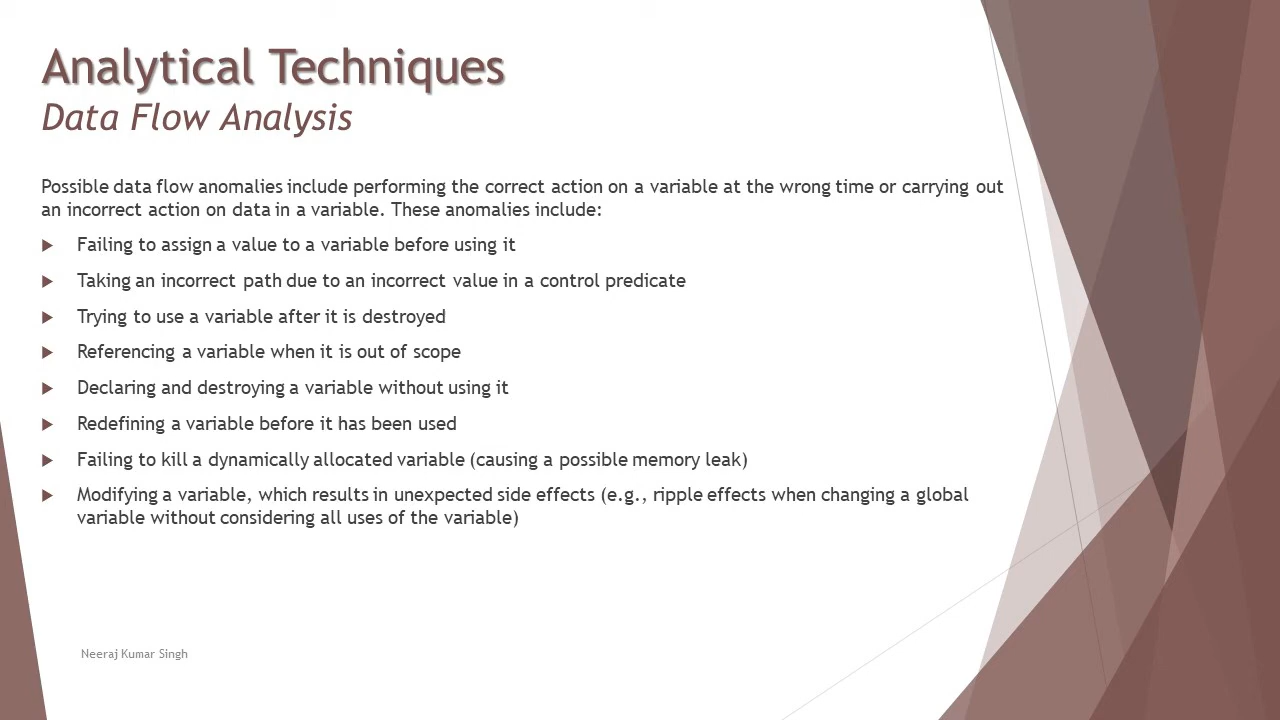 Analytical Techniques
Data Flow Analysis
Possible data flow anomalies include performing the correct action on a variable at the wrong time or carrying out
an incorrect action on data in a variable. These anomalies include:
Failing to assign a value to a variable before using it
Taking an incorrect path due to an incorrect value in a control predicate
Trying to use a variable after it is destroyed
Referencing a variable when it is out of scope
Declaring and destroying a variable without using it
Redefining a variable before it has been used
Failing to kill a dynamically allocated variable (causing a possible memory leak)
Modifying a variable, which results in unexpected side effects (e.g., ripple effects when changing a global
variable without considering all uses of the variable)
Neeraj Kumar Singh